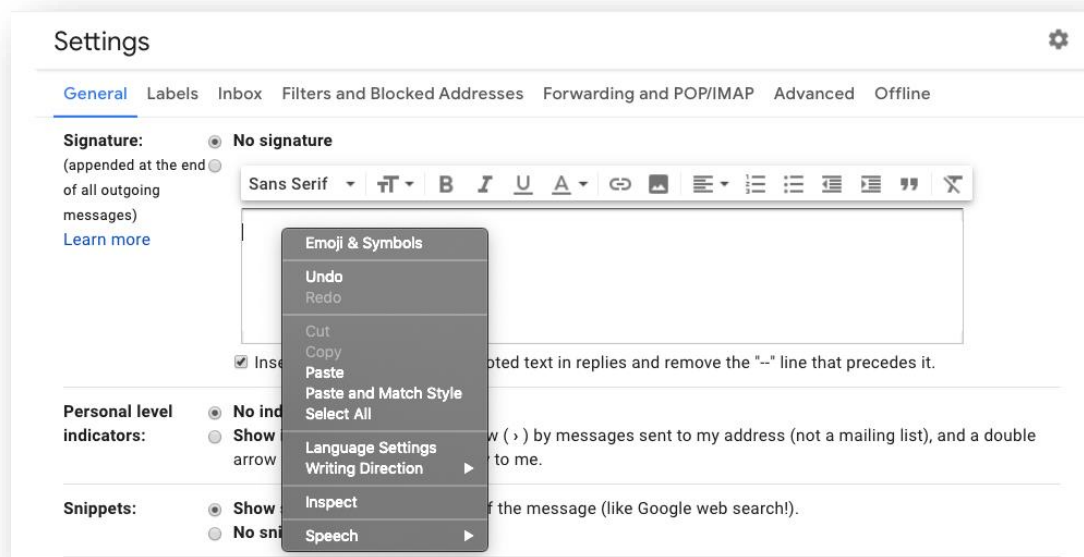 Settings
General Labels Inbox Filters and Blocked Addresses Forwarding and POP/IMAP Advanced Offline
Signature:
(appended at the end
of all outgoing
messages)
Learn more
No signature
Sans Serif
Emoji & Symbols
Undo
Redo
Cut
Copy
Paste
Paste and Match Style
Select All
Language Settings
Writing Direction
Inspect
Speech
text in replies and remove the "--" line that precedes it.
Personal level
indicators:
No
Show
( › ) by messages sent to my address (not a mailing list), and a double
arrow
to me.
Snippets:
Show
the message (like Google web search!).
No